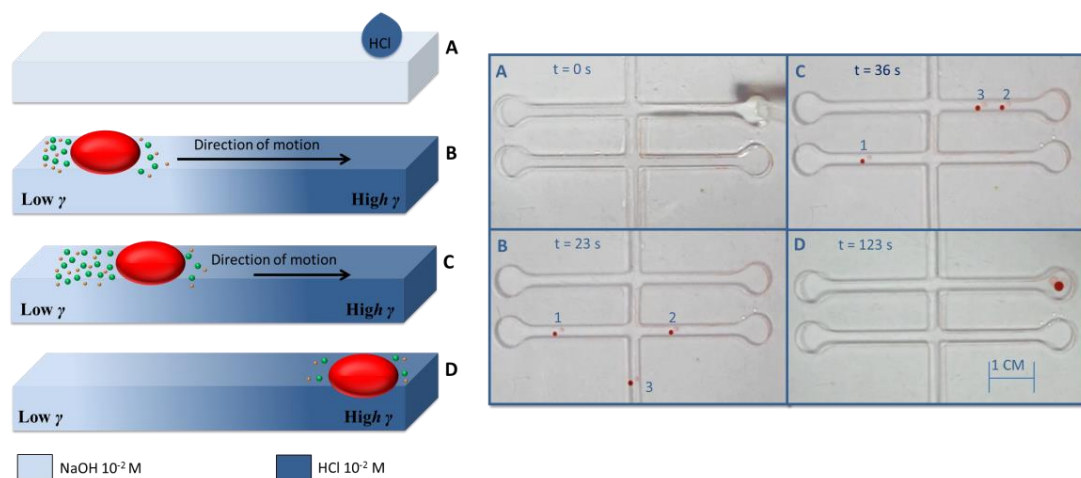 HCl
A
Direction of motion
B
Low γ
High γ
Direction of motion
C
Low γ
High γ
D
Low γ
High γ
NaOH 10⁻² M
HCl 10⁻² M
A
t = 0 s
C
t = 36 s
3 2
1
B
t = 23 s
1 2
3
D
t = 123 s
1 CM